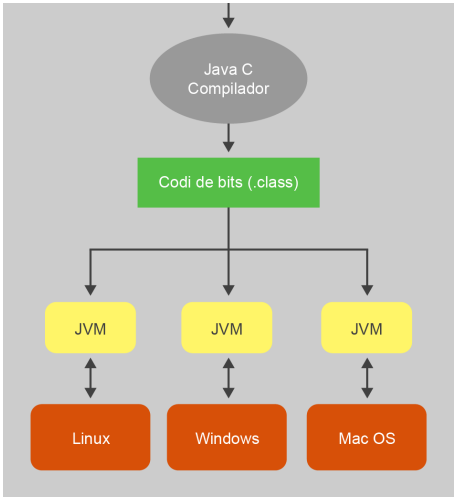 Java C
Compilador
Codi de bits (.class)
JVM
JVM
JVM
Linux
Windows
Mac OS